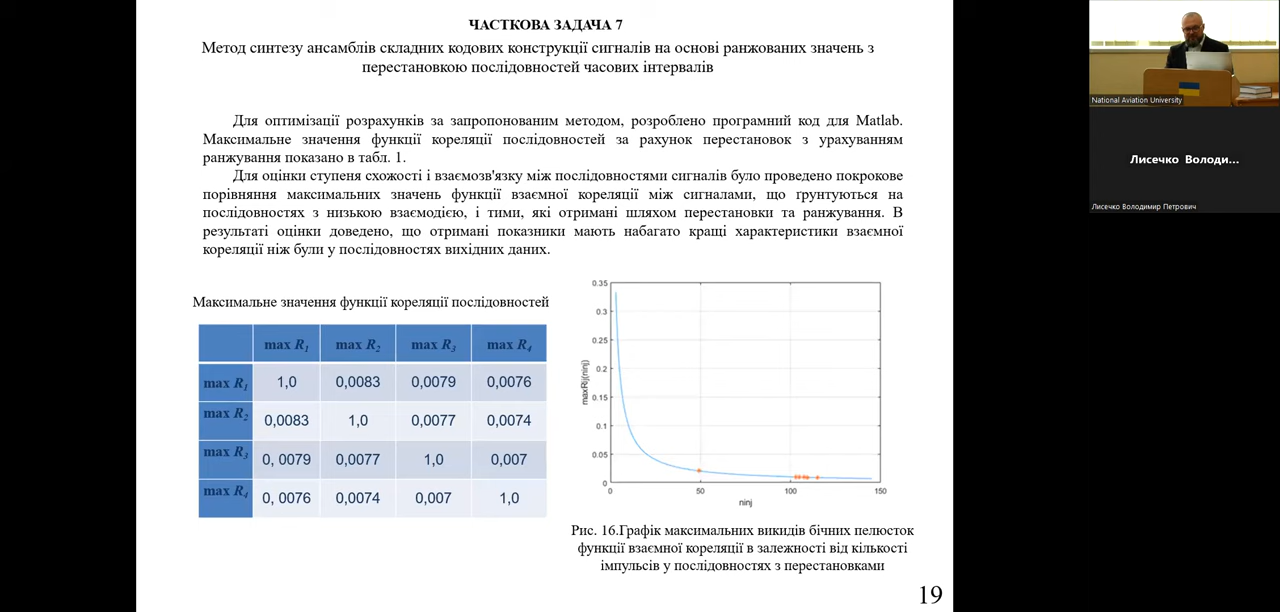 ЧАСТКОВА ЗАДАЧА 7
Метод синтезу ансамблів складних кодових конструкції сигналів на основі ранжованих значень з
перестановкою послідовностей часових інтервалів
Для оптимізації розрахунків за запропонованим методом, розроблено програмний код для Matlab.
Максимальне значення функції кореляції послідовностей за рахунок перестановок з урахуванням
ранжування показано в табл. 1.
Для оцінки ступеня схожості і взаємозв'язку між послідовностями сигналів було проведено покрокове
порівняння максимальних значень функції взаємної кореляції між сигналами, що ґрунтуються на
послідовностях з низькою взаємодією, і тими, які отримані шляхом перестановки та ранжування. В
результаті оцінки доведено, що отримані показники мають набагато кращі характеристики взаємної
кореляції ніж були у послідовностях вихідних даних.
Максимальне значення функції кореляції послідовностей
max R1 max R2 max R3 max R4
max R1 1,0 0,0083 0,0079 0,0076
max R2 0,0083 1,0 0,0077 0,0074
max R3 0, 0079 0,0077 1,0 0,007
max R4 0, 0076 0,0074 0,007 1,0
0.35
0.3
0.25
0.2
0.15
0.1
0.05
0
maxRij(ninj)
0 50 100 150
ninj
Рис. 16.Графік максимальних викидів бічних пелюсток
функції взаємної кореляції в залежності від кількості
імпульсів у послідовностях з перестановками
19
National Aviation University
Лисечко Володи...
Лисечко Володимир Петрович